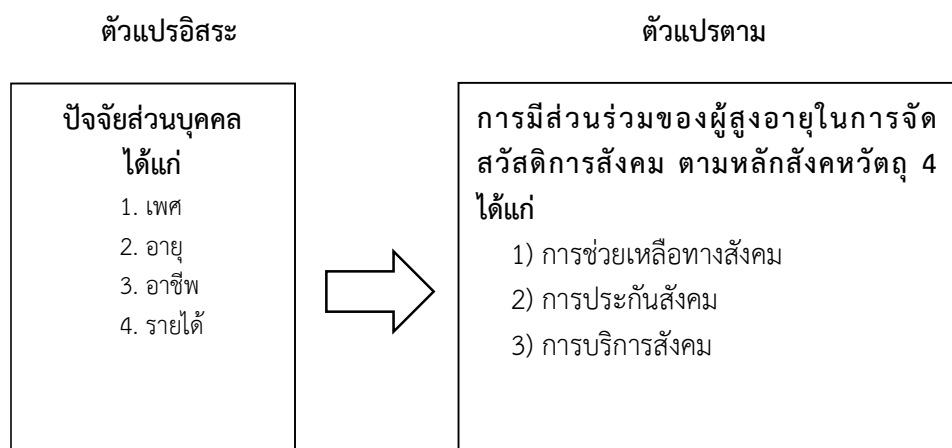 ตัวแปรอิสระ
ตัวแปรตาม
ปัจจัยส่วนบุคคล
ได้แก่
1. เพศ
2. อายุ
3. อาชีพ
4. รายได้
การมีส่วนร่วมของผู้สูงอายุในการจัด
สวัสดิการสังคม ตามหลักสังคหวัตถุ 4
ได้แก่
1) การช่วยเหลือทางสังคม
2) การประกันสังคม
3) การบริการสังคม